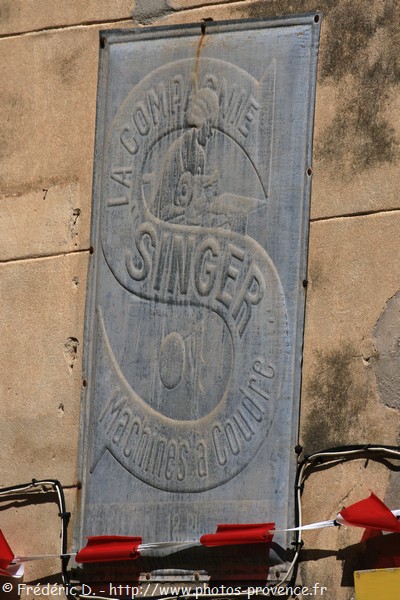 LA COMPAGNIE
SINGER
Machines à Coudre
© Frédéric D. - http://www.photos-provence.fr